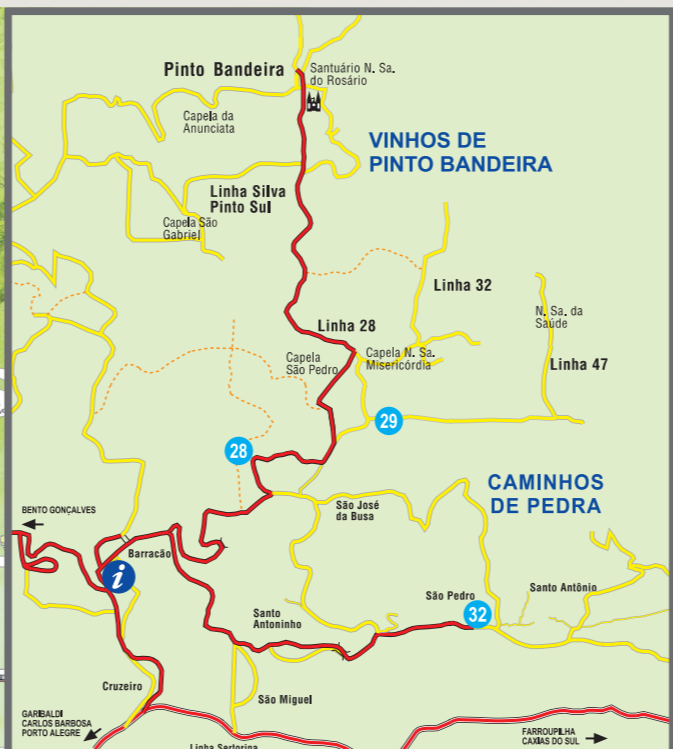 Pinto Bandeira
Santuário N. Sa.
do Rosário
Capela da
Anunciata
VINHOS DE
PINTO BANDEIRA
Linha Silva
Pinto Sul
Capela São
Gabriel
Linha 32
N. Sa. da
Saúde
Linha 28
Capela
São Pedro
Capela N. Sa.
Misericórdia
Linha 47
29
28
CAMINHOS
DE PEDRA
São José
da Busa
BENTO GONÇALVES
Barracão
i
Santo
Antoninho
São Pedro
32
Santo Antônio
Cruzeiro
São Miguel
GARIBALDI
CARLOS BARBOSA
PORTO ALEGRE
FARROUPILHA
CAXIAS DO SUL
Linha Sertorina